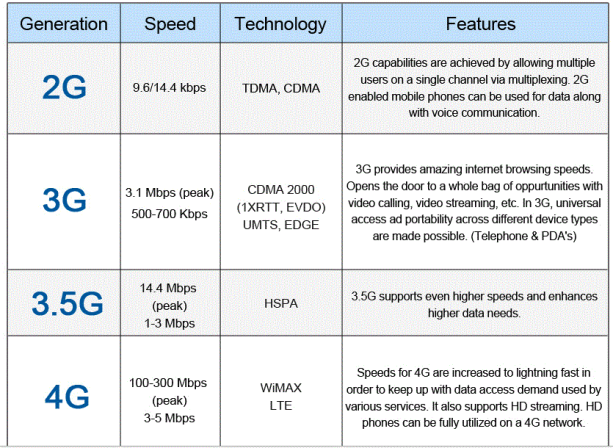 Generation Speed Technology Features
2G
9.6/14.4 kbps
TDMA, CDMA
2G capabilities are achieved by allowing multiple
users on a single channel via multiplexing. 2G
enabled mobile phones can be used for data along
with voice communication.
3G
3.1 Mbps (peak)
500-700 Kbps
CDMA 2000
(1XRTT, EVDO)
UMTS, EDGE
3G provides amazing internet browsing speeds.
Opens the door to a whole bag of oppurtunities with
video calling, video streaming, etc. In 3G, universal
access ad portability across different device types
are made possible. (Telephone & PDA's)
3.5G
14.4 Mbps
(peak)
1-3 Mbps
HSPA
3.5G supports even higher speeds and enhances
higher data needs.
4G
100-300 Mbps
(peak)
3-5 Mbps
WiMAX
LTE
Speeds for 4G are increased to lightning fast in
order to keep up with data access demand used by
various services. It also supports HD streaming. HD
phones can be fully utilized on a 4G network.